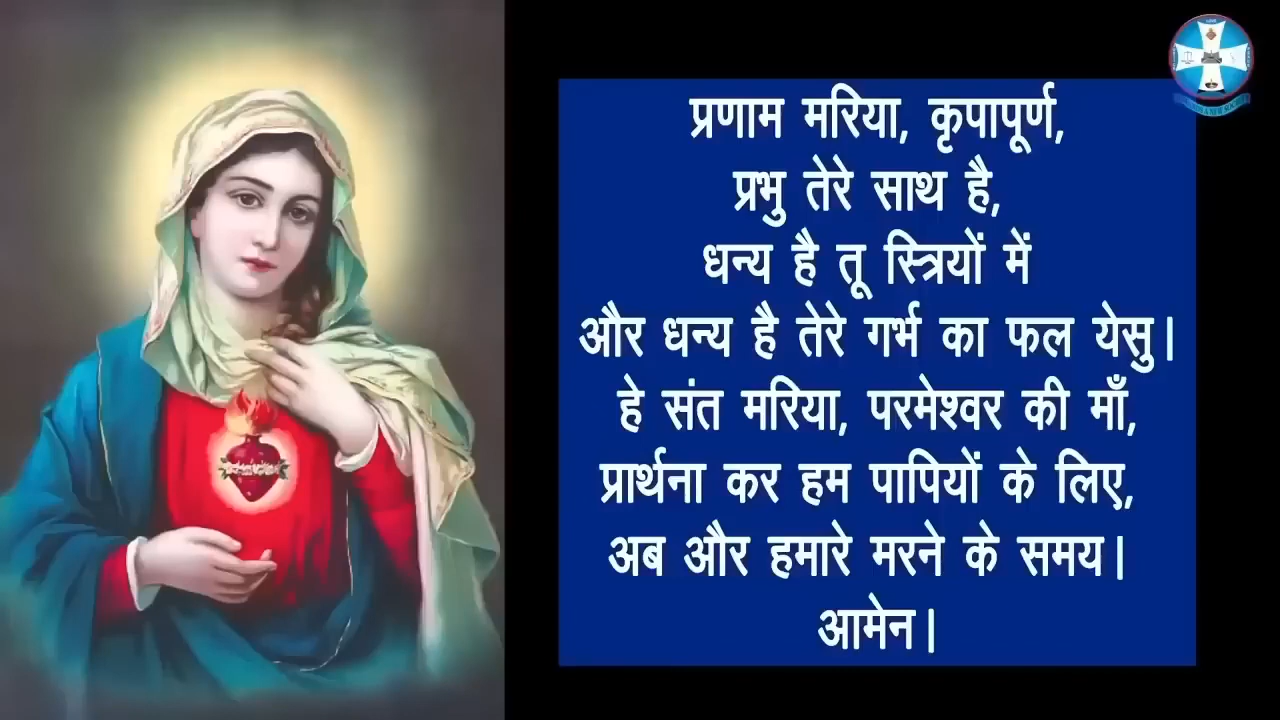 प्रणाम मरिया, कृपापूर्ण,
प्रभु तेरे साथ है,
धन्य है तू स्त्रियों में
और धन्य है तेरे गर्भ का फल येसु।
हे संत मरिया, परमेश्वर की माँ,
प्रार्थना कर हम पापियों के लिए,
अब और हमारे मरने के समय।
आमेन।